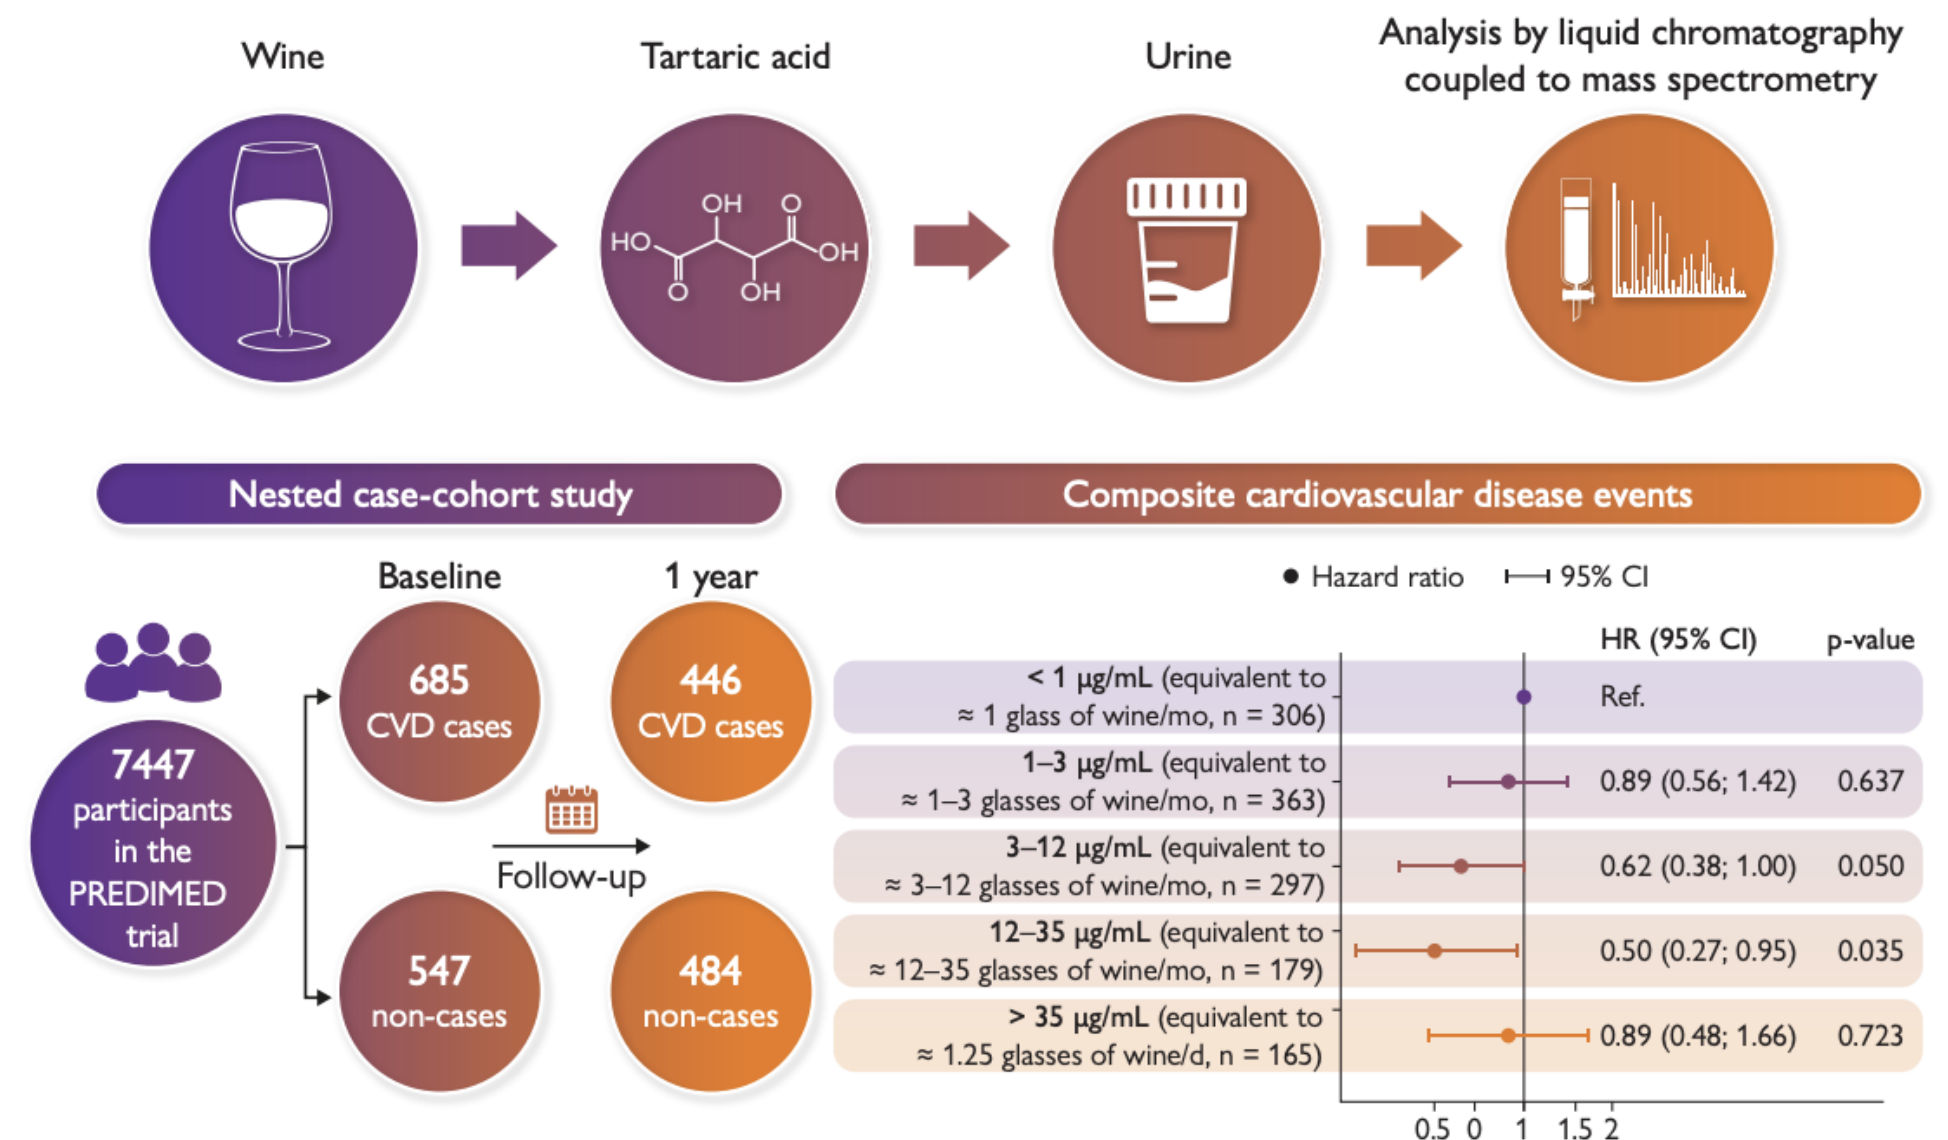 Wine
Tartaric acid
Urine
Analysis by liquid chromatography
coupled to mass spectrometry
OH
O
HO
OH
O
OH
Nested case-cohort study
Composite cardiovascular disease events
Baseline
1 year
7447
participants
in the
PREDIMED
trial
685
CVD cases
446
CVD cases
Follow-up
547
non-cases
484
non-cases
Hazard ratio
95% CI
HR (95% CI)
p-value
< 1 µg/mL (equivalent to
≈ 1 glass of wine/mo, n = 306)
Ref.
1–3 µg/mL (equivalent to
≈ 1–3 glasses of wine/mo, n = 363)
0.89 (0.56; 1.42)
0.637
3–12 µg/mL (equivalent to
≈ 3–12 glasses of wine/mo, n = 297)
0.62 (0.38; 1.00)
0.050
12–35 µg/mL (equivalent to
≈ 12–35 glasses of wine/mo, n = 179)
0.50 (0.27; 0.95)
0.035
> 35 µg/mL (equivalent to
≈ 1.25 glasses of wine/d, n = 165)
0.89 (0.48; 1.66)
0.723
0.5 0 1 1.5 2